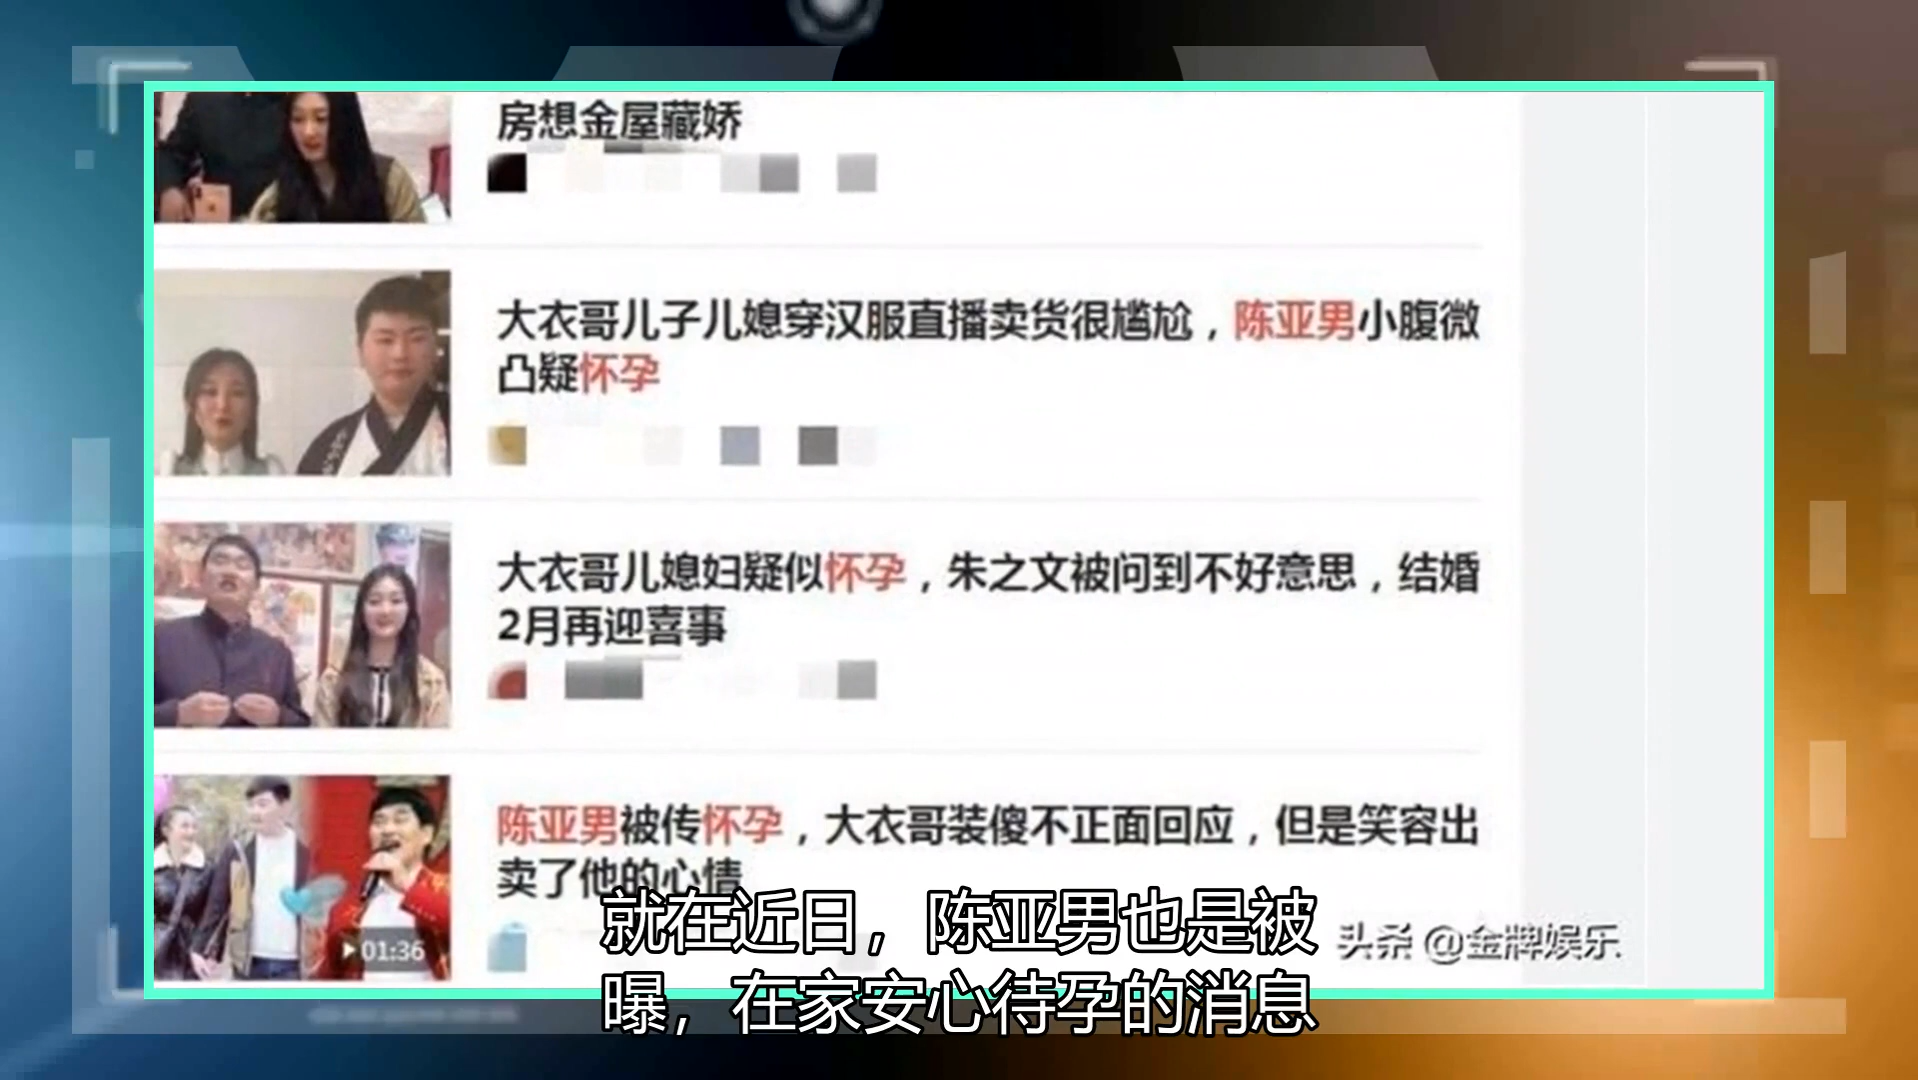 房想金屋藏娇
大衣哥儿子儿媳穿汉服直播卖货很尴尬，陈亚男小腹微
凸疑怀孕
大衣哥儿媳妇疑似怀孕，朱之文被问到不好意思，结婚
2月再迎喜事
陈亚男被传怀孕，大衣哥装傻不正面回应，但是笑容出
卖了他的心情
01:36
就在近日，陈亚男也是被
曝，在家安心待孕的消息
头条 @金牌娱乐